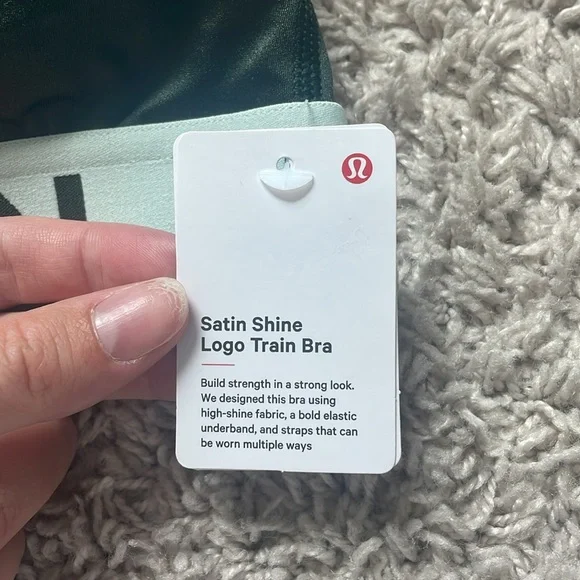 Satin Shine
Logo Train Bra
Build strength in a strong look.
We designed this bra using
high-shine fabric, a bold elastic
underband, and straps that can
be worn multiple ways